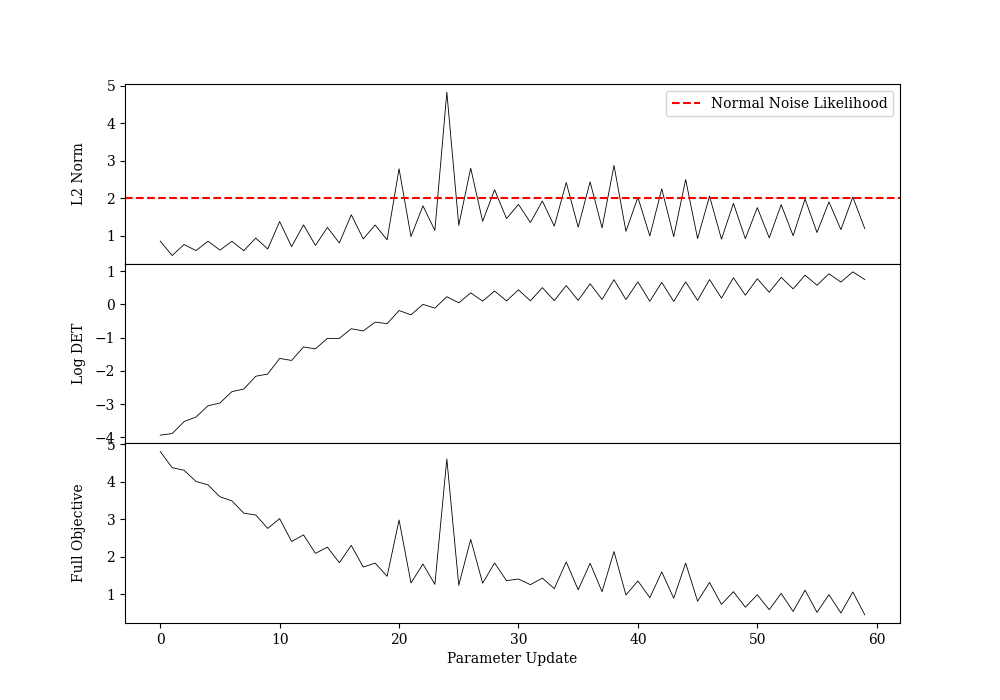 5
4
3
2
1
L2 Norm
Normal Noise Likelihood
1
0
−1
−2
−3
−4
Log DET
5
4
3
2
1
Full Objective
0 10 20 30 40 50 60
Parameter Update